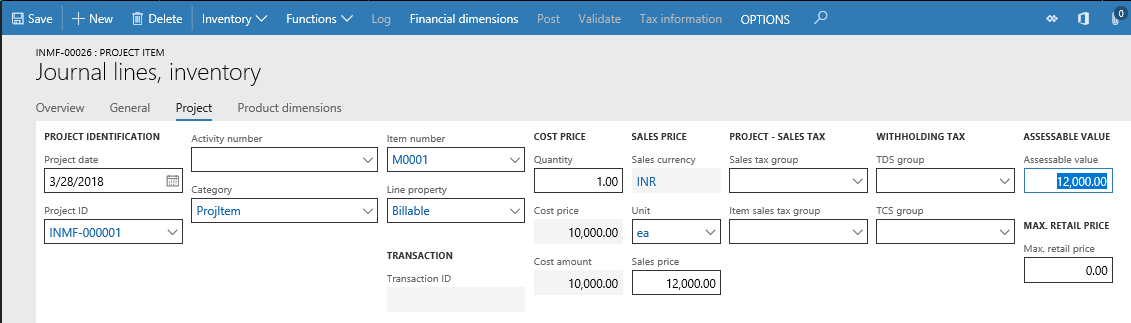 Save + New Delete Inventory Functions Log Financial dimensions Post Validate Tax information OPTIONS 0
INMF-00026 : PROJECT ITEM
Journal lines, inventory
Overview General Project Product dimensions
PROJECT IDENTIFICATION
Project date
3/28/2018
Project ID
INMF-000001
Activity number
Category
ProjItem
Item number
M0001
Line property
Billable
TRANSACTION
Transaction ID
COST PRICE
Quantity
1.00
Cost price
10,000.00
Cost amount
10,000.00
SALES PRICE
Sales currency
INR
Unit
ea
Sales price
12,000.00
PROJECT - SALES TAX
Sales tax group
Item sales tax group
WITHHOLDING TAX
TDS group
TCS group
ASSESSABLE VALUE
Assessable value
12,000.00
MAX. RETAIL PRICE
Max. retail price
0.00